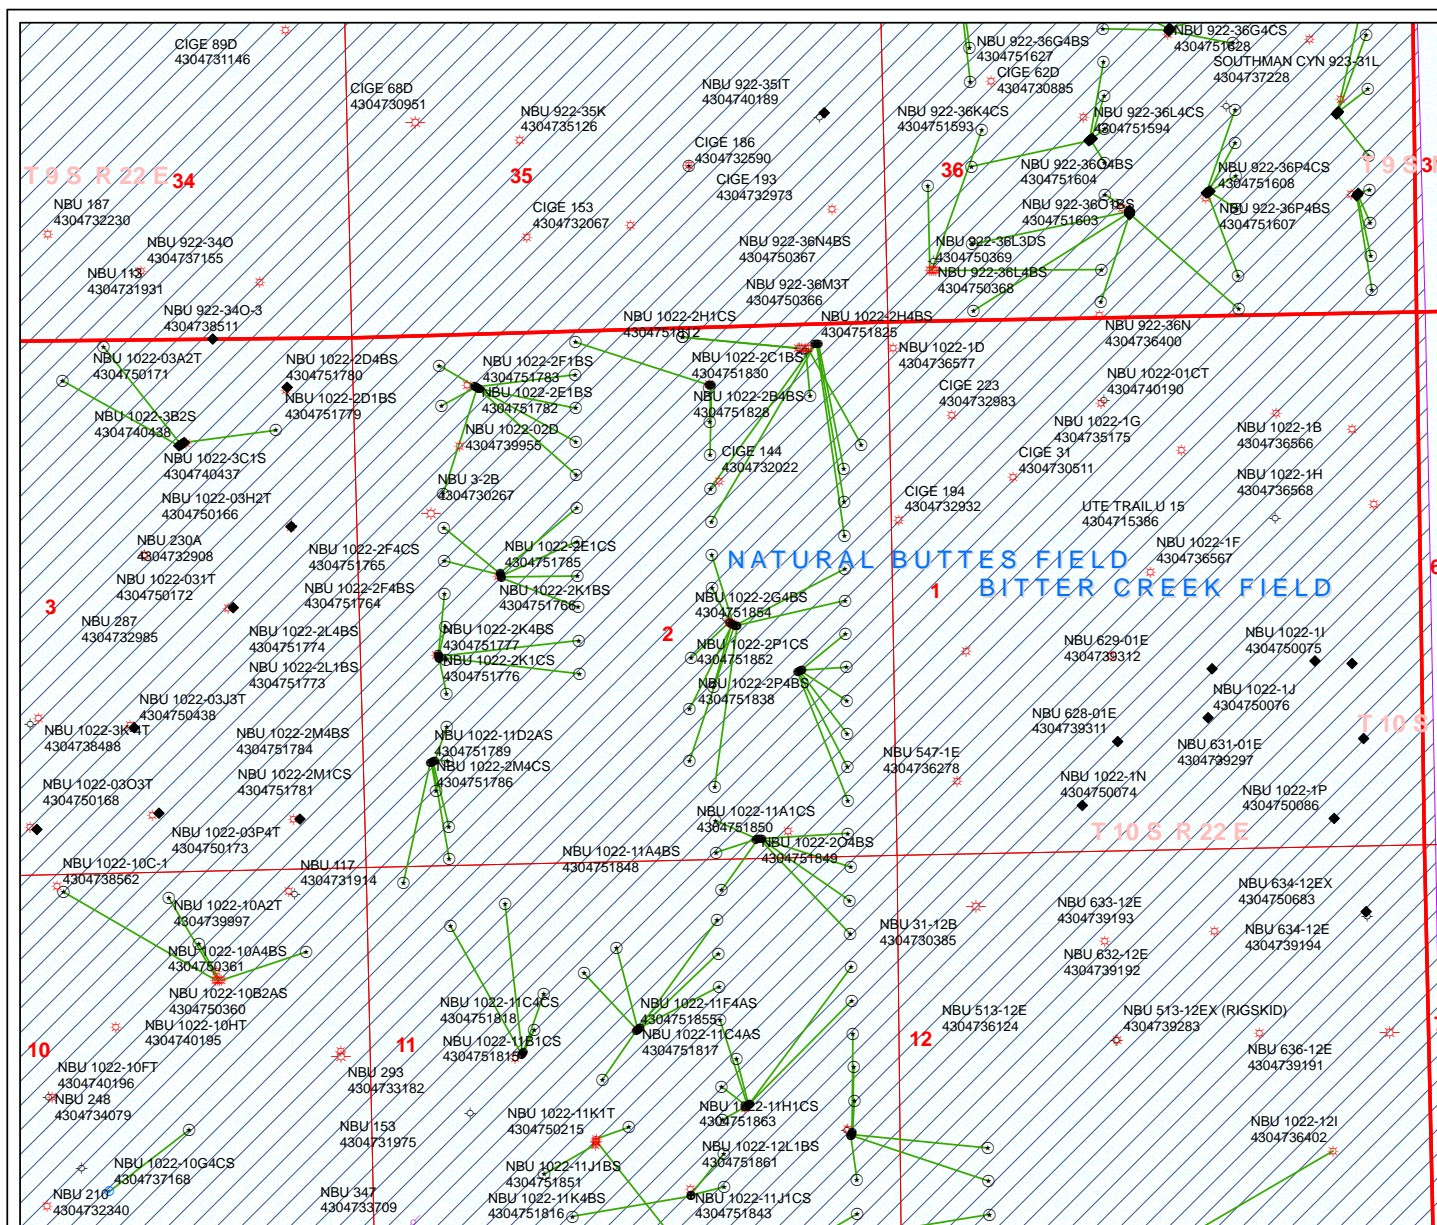 CIGE 89D
4304731146
CIGE 68D
4304730951
NBU 922-35K
4304735126
NBU 922-35IT
4304740189
CIGE 186
4304732590
CIGE 193
4304732973
CIGE 153
4304732067
NBU 922-36G4BS
4304751627
CIGE 62D
4304730885
NBU 922-36G4CS
4304751628
SOUTHMAN CYN 923-31L
4304737228
NBU 922-36K4CS
4304751593
NBU 922-36L4CS
4304751594
NBU 922-36O4BS
4304751604
NBU 922-36P4CS
4304751608
NBU 922-36O1BS
4304751603
NBU 922-36P4BS
4304751607
T 9 S R 22 E
34
35
36
T 9 S
NBU 187
4304732230
NBU 922-34O
4304737155
NBU 113
4304731931
NBU 922-34O-3
4304738511
NBU 922-36N4BS
4304750367
NBU 922-36L3DS
4304750369
NBU 922-36L4BS
4304750368
NBU 922-36M3T
4304750366
NBU 1022-2H1CS
4304751812
NBU 1022-2H4BS
4304751825
NBU 922-36N
4304736400
NBU 1022-03A2T
4304750171
NBU 1022-2D4BS
4304751780
NBU 1022-2D1BS
4304751779
NBU 1022-2F1BS
4304751783
NBU 1022-2E1BS
4304751782
NBU 1022-2C1BS
4304751830
NBU 1022-2B4BS
4304751828
NBU 1022-1D
4304736577
CIGE 223
4304732983
NBU 1022-01CT
4304740190
NBU 1022-1G
4304735175
NBU 1022-1B
4304736566
NBU 1022-3B2S
4304740438
NBU 1022-3C1S
4304740437
NBU 1022-02D
4304739955
CIGE 144
4304732022
CIGE 31
4304730511
NBU 1022-1H
4304736568
NBU 3-2B
4304730267
CIGE 194
4304732932
UTE TRAIL U 15
4304715386
NBU 1022-03H2T
4304750166
NBU 230A
4304732908
NBU 1022-2F4CS
4304751765
NBU 1022-2E1CS
4304751785
NBU 1022-1F
4304736567
NATURAL BUTTES FIELD
BITTER CREEK FIELD
NBU 1022-031T
4304750172
NBU 1022-2F4BS
4304751764
NBU 1022-2K1BS
4304751766
NBU 1022-2G4BS
4304751854
3
2
1
6
NBU 287
4304732985
NBU 1022-2L4BS
4304751774
NBU 1022-2K4BS
4304751777
NBU 1022-2K1CS
4304751776
NBU 1022-2P1CS
4304751852
NBU 629-01E
4304739312
NBU 1022-1I
4304750075
NBU 1022-2L1BS
4304751773
NBU 1022-2P4BS
4304751838
NBU 1022-03J3T
4304750438
NBU 1022-3K4T
4304738488
NBU 1022-1J
4304750076
NBU 628-01E
4304739311
T 10 S
NBU 1022-2M4BS
4304751784
NBU 1022-11D2AS
4304751789
NBU 1022-2M4CS
4304751786
NBU 547-1E
4304736278
NBU 631-01E
4304739297
NBU 1022-03O3T
4304750168
NBU 1022-2M1CS
4304751781
NBU 1022-1N
4304750074
NBU 1022-1P
4304750086
NBU 1022-03P4T
4304750173
NBU 1022-11A1CS
4304751850
T 10 S R 22 E
NBU 1022-10C-1
4304738562
NBU 117
4304731914
NBU 1022-11A4BS
4304751848
NBU 1022-2O4BS
4304751849
NBU 1022-10A2T
4304739997
NBU 31-12B
4304730385
NBU 633-12E
4304739193
NBU 634-12EX
4304750683
NBU 634-12E
4304739194
NBU 1022-10A4BS
4304750361
NBU 632-12E
4304739192
NBU 1022-10B2AS
4304750360
NBU 1022-11C4CS
4304751818
NBU 1022-11F4AS
4304751855
NBU 513-12E
4304736124
NBU 513-12EX (RIGSKID)
4304739283
NBU 1022-10HT
4304740195
NBU 1022-11B1CS
4304751815
NBU 1022-11C4AS
4304751817
NBU 636-12E
4304739191
10
11
12
NBU 1022-10FT
4304740196
NBU 248
4304734079
NBU 293
4304733182
NBU 153
4304731975
NBU 1022-11K1T
4304750215
NBU 1022-11H1CS
4304751863
NBU 1022-12I
4304736402
NBU 1022-12L1BS
4304751861
NBU 1022-10G4CS
4304737168
NBU 1022-11J1BS
4304751851
NBU 210
4304732340
NBU 347
4304733709
NBU 1022-11K4BS
4304751816
NBU 1022-11J1CS
4304751843